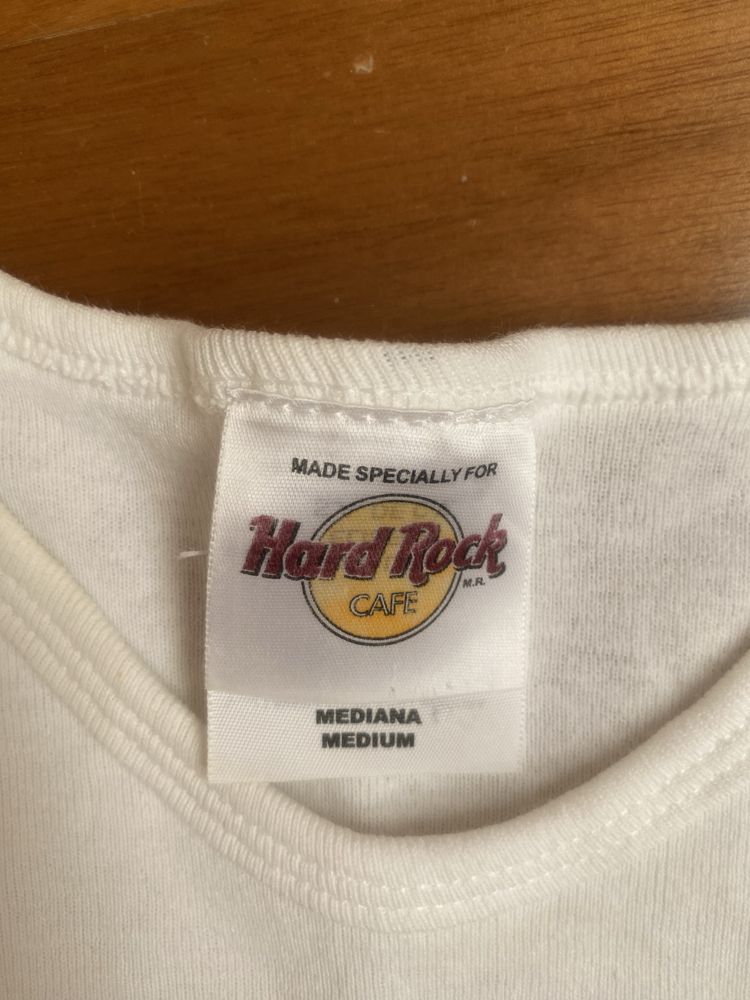 MADE SPECIALLY FOR
Hard Rock
M.R.
CAFE
MEDIANA
MEDIUM